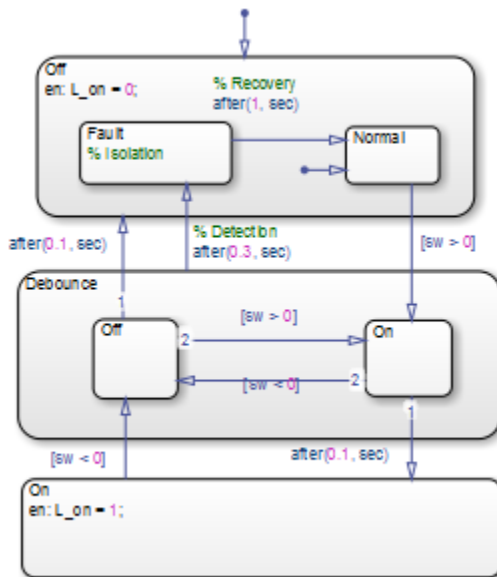 Off
en: L_on = 0;
% Recovery
after(1, sec)
Fault
% Isolation
Normal
after(0.1, sec)
% Detection
after(0.3, sec)
[sw > 0]
Debounce
1
Off
[sw > 0]
On
2
[sw < 0]
2
1
[sw < 0]
after(0.1, sec)
On
en: L_on = 1;